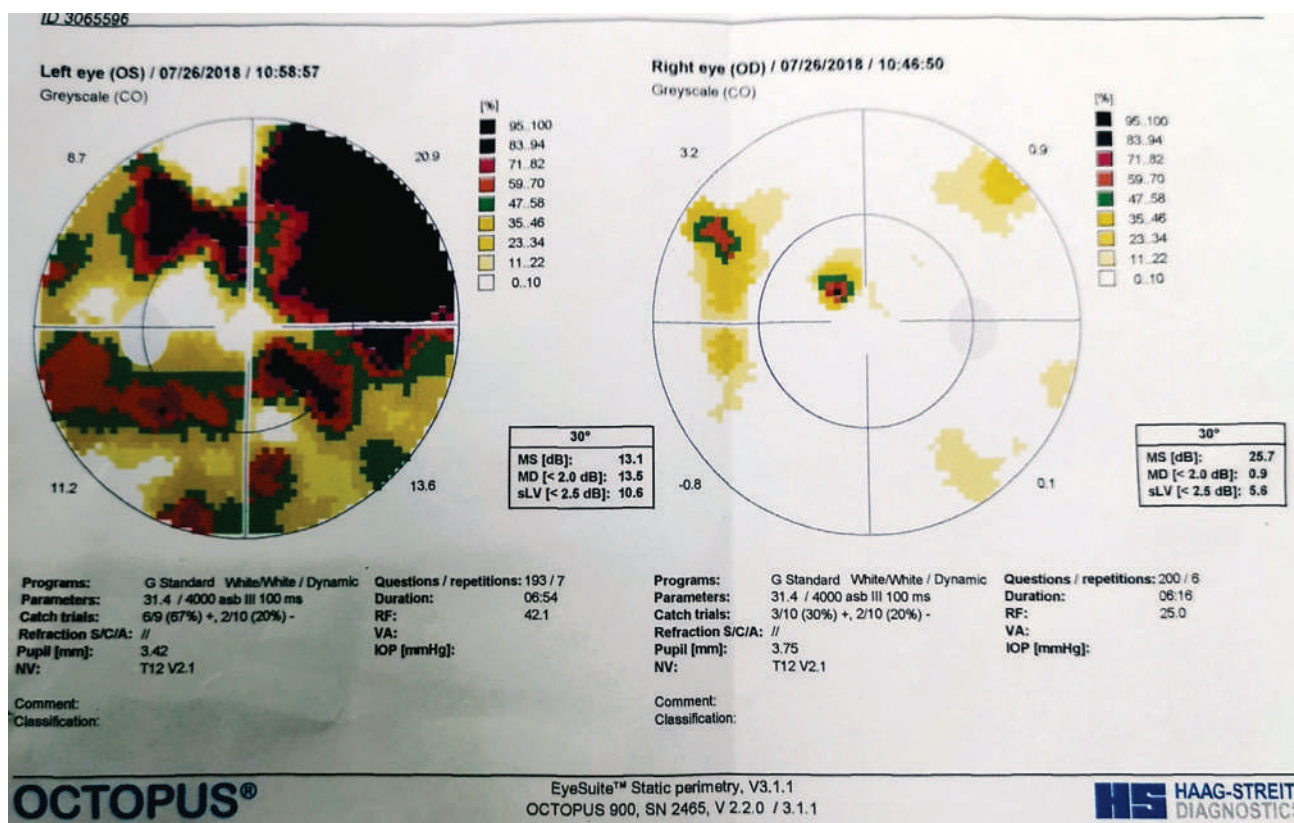 ID 3065596
Left eye (OS) / 07/26/2018 / 10:58:57
Greyscale (CO)
[%]
95..100
83..94
71..82
59..70
47..58
35..46
23..34
11..22
0..10
8.7
20.9
11.2
13.6
30°
MS [dB]: 13.1
MD [< 2.0 dB]: 13.5
sLV [< 2.5 dB]: 10.6
Programs: G Standard White/White / Dynamic
Parameters: 31.4 / 4000 asb III 100 ms
Catch trials: 6/9 (67%) +, 2/10 (20%) -
Refraction S/C/A: //
Pupil [mm]: 3.42
NV: T12 V2.1
Questions / repetitions: 193 / 7
Duration: 06:54
RF: 42.1
VA:
IOP [mmHg]:
Comment:
Classification:
Right eye (OD) / 07/26/2018 / 10:46:50
Greyscale (CO)
[%]
95..100
83..94
71..82
59..70
47..58
35..46
23..34
11..22
0..10
3.2
0.9
-0.8
0.1
30°
MS [dB]: 25.7
MD [< 2.0 dB]: 0.9
sLV [< 2.5 dB]: 5.6
Programs: G Standard White/White / Dynamic
Parameters: 31.4 / 4000 asb III 100 ms
Catch trials: 3/10 (30%) +, 2/10 (20%) -
Refraction S/C/A: //
Pupil [mm]: 3.75
NV: T12 V2.1
Questions / repetitions: 200 / 6
Duration: 06:16
RF: 25.0
VA:
IOP [mmHg]:
Comment:
Classification:
OCTOPUS®
EyeSuite™ Static perimetry, V3.1.1
OCTOPUS 900, SN 2465, V 2.2.0 / 3.1.1
HS HAAG-STREIT
DIAGNOSTICS